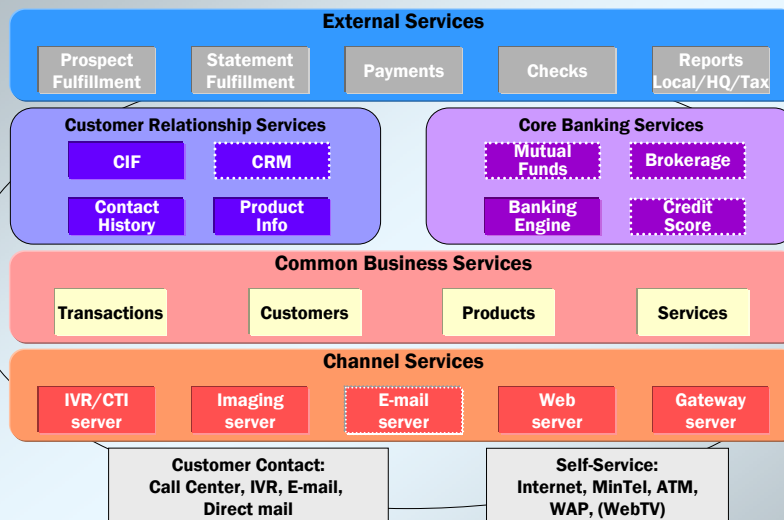 External Services
Prospect
Fulfillment
Statement
Fulfillment
Payments
Checks
Reports
Local/HQ/Tax
Customer Relationship Services
CIF
CRM
Contact
History
Product
Info
Core Banking Services
Mutual
Funds
Brokerage
Banking
Engine
Credit
Score
Common Business Services
Transactions
Customers
Products
Services
Channel Services
IVR/CTI
server
Imaging
server
E-mail
server
Web
server
Gateway
server
Customer Contact:
Call Center, IVR, E-mail,
Direct mail
Self-Service:
Internet, MinTel, ATM,
WAP, (WebTV)